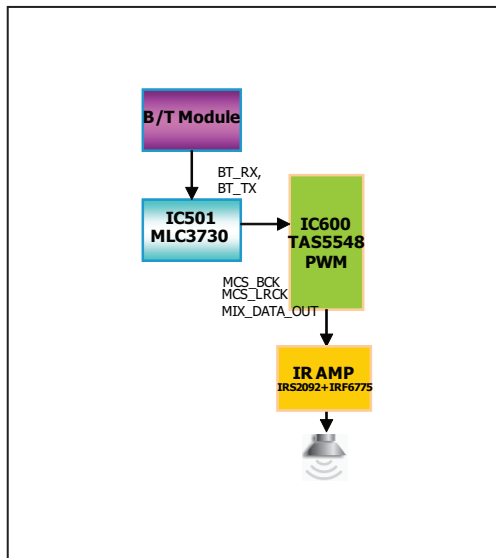 B/T Module
BT_RX,
BT_TX
IC501
MLC3730
IC600
TAS5548
PWM
MCS_BCK
MCS_LRCK
MIX_DATA_OUT
IR AMP
IRS2092+IRF6775